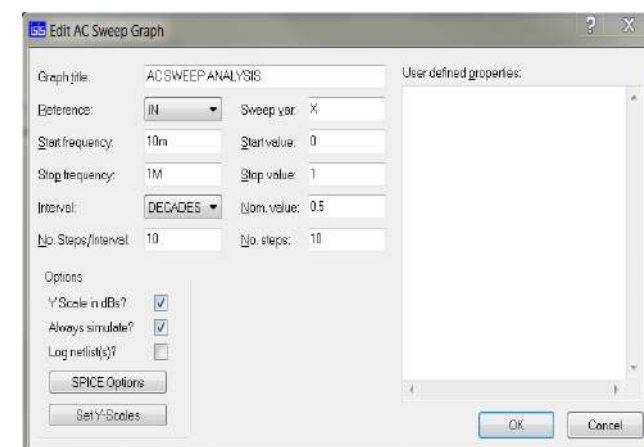 Edit AC Sweep Graph
? X
Graph title: AC SWEEP ANALYSIS User defined properties:
Reference: IN Sweep var: X
Start frequency: 10m Start value: 0
Stop frequency: 1M Stop value: 1
Interval: DECADES Nom. value: 0.5
No. Steps/Interval 10 No. steps: 10
Options
Y Scale in dBs?
Always simulate?
Log netlist(s)?
SPICE Options
Set Y-Scales
OK Cancel